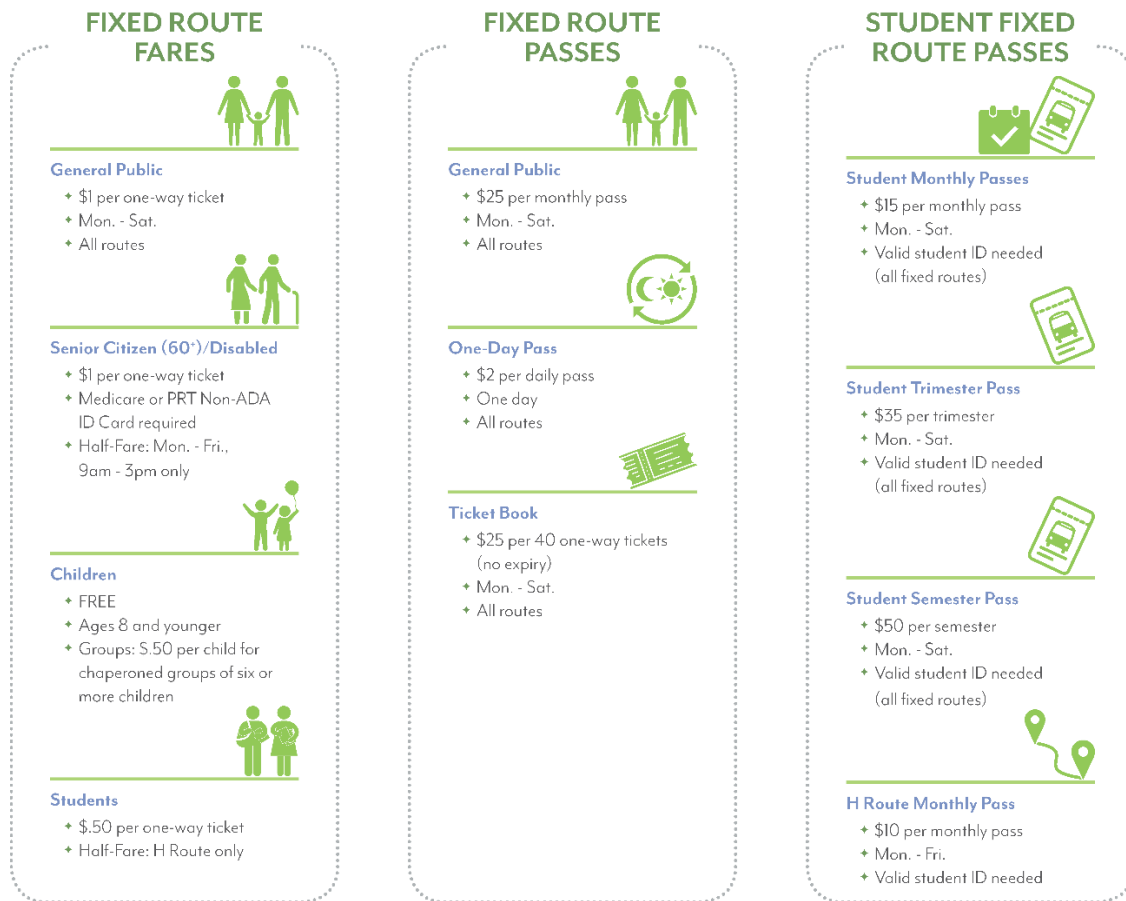 FIXED ROUTE
FARES
General Public
✦ $1 per one-way ticket
✦ Mon. - Sat.
✦ All routes
Senior Citizen (60⁺)/Disabled
✦ $1 per one-way ticket
✦ Medicare or PRT Non-ADA
ID Card required
✦ Half-Fare: Mon. - Fri.,
9am - 3pm only
Children
✦ FREE
✦ Ages 8 and younger
✦ Groups: S.50 per child for
chaperoned groups of six or
more children
Students
✦ $.50 per one-way ticket
✦ Half-Fare: H Route only
FIXED ROUTE
PASSES
General Public
✦ $25 per monthly pass
✦ Mon. - Sat.
✦ All routes
One-Day Pass
✦ $2 per daily pass
✦ One day
✦ All routes
Ticket Book
✦ $25 per 40 one-way tickets
(no expiry)
✦ Mon. - Sat.
✦ All routes
STUDENT FIXED
ROUTE PASSES
Student Monthly Passes
✦ $15 per monthly pass
✦ Mon. - Sat.
✦ Valid student ID needed
(all fixed routes)
Student Trimester Pass
✦ $35 per trimester
✦ Mon. - Sat.
✦ Valid student ID needed
(all fixed routes)
Student Semester Pass
✦ $50 per semester
✦ Mon. - Sat.
✦ Valid student ID needed
(all fixed routes)
H Route Monthly Pass
✦ $10 per monthly pass
✦ Mon. - Fri.
✦ Valid student ID needed